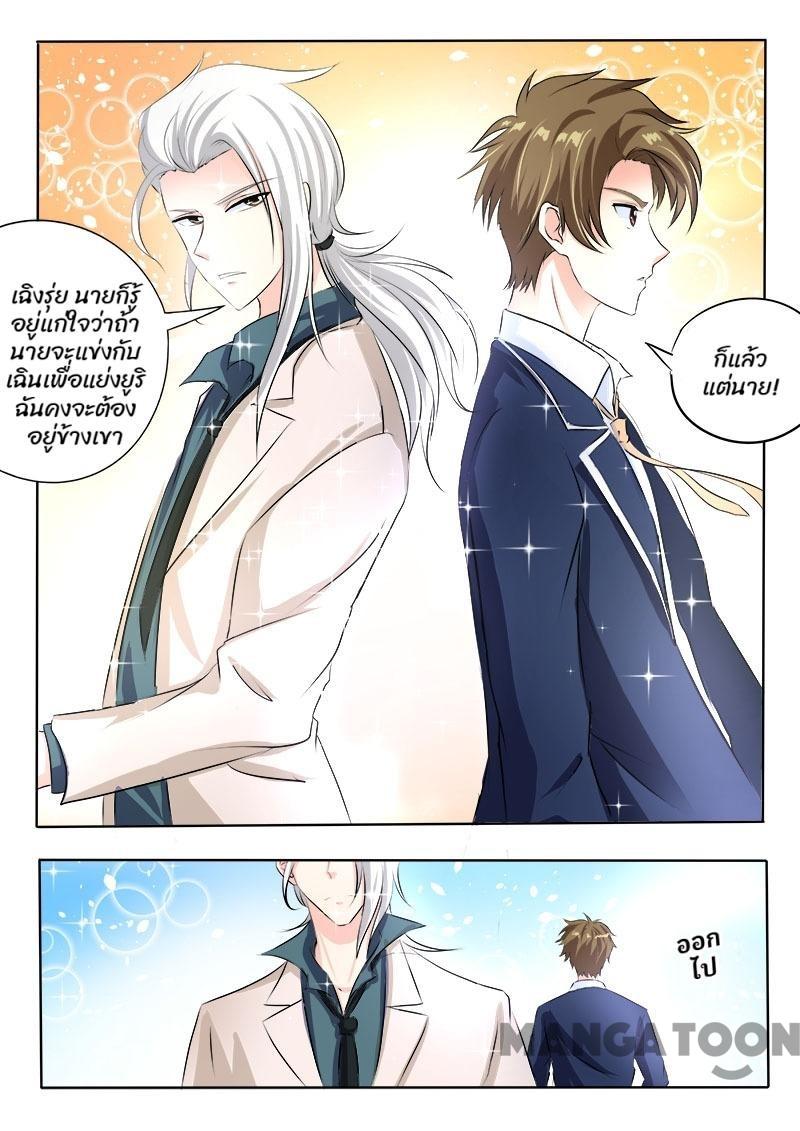 เฉิงรุ่ย นายก็รู้
อยู่แก่ใจว่าถ้า
นายจะแข่งกับ
เฉินเพื่อแย่งยูริ
ฉันคงจะต้อง
อยู่ข้างเขา
ก็แล้ว
แต่นาย!
ออก
ไป
MANGATOON